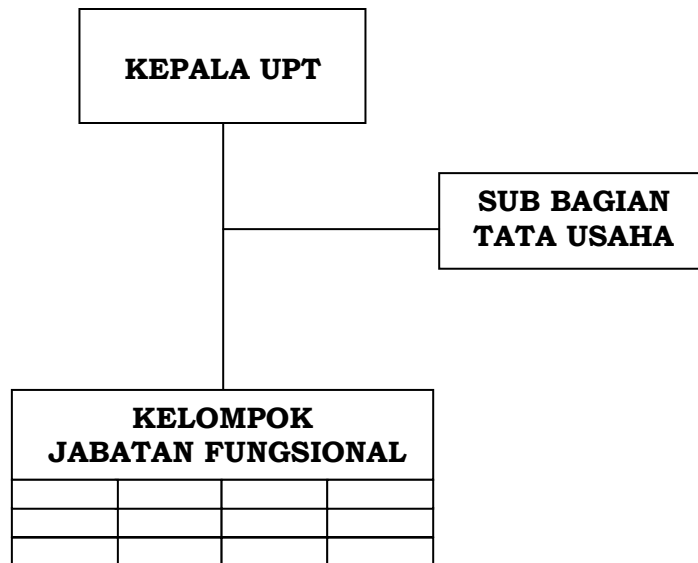 KEPALA UPT
SUB BAGIAN
TATA USAHA
KELOMPOK
JABATAN FUNGSIONAL